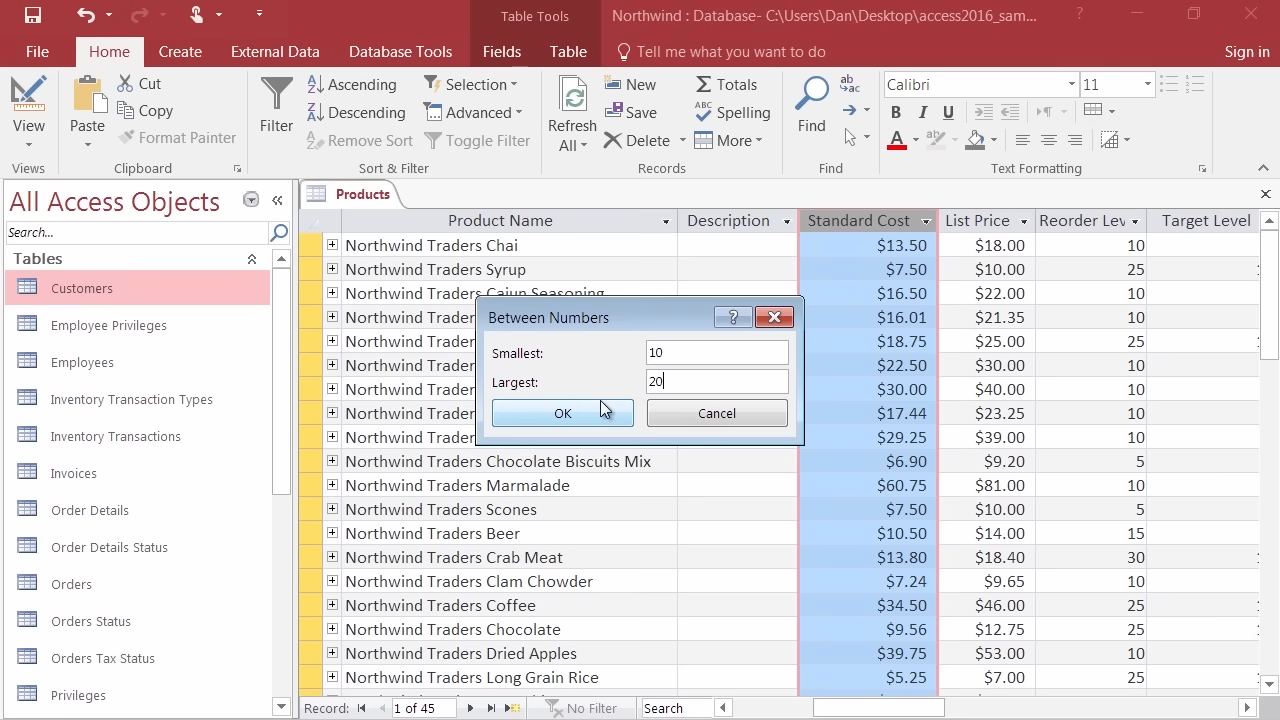 Table Tools
Northwind : Database- C:\Users\Dan\Desktop\access2016_sam...
File Home Create External Data Database Tools Fields Table Tell me what you want to do Sign in
View
Views
Paste
Cut
Copy
Format Painter
Clipboard
Filter
Ascending
Descending
Remove Sort
Selection
Advanced
Toggle Filter
Sort & Filter
Refresh
All
New
Save
Delete
Totals
Spelling
More
Records
Find
Find
Calibri 11
B I U
Text Formatting
All Access Objects
Search...
Tables
Customers
Employee Privileges
Employees
Inventory Transaction Types
Inventory Transactions
Invoices
Order Details
Order Details Status
Orders
Orders Status
Orders Tax Status
Privileges
Products
Product Name Description Standard Cost List Price Reorder Lev Target Level
Northwind Traders Chai $13.50 $18.00 10
Northwind Traders Syrup $7.50 $10.00 25
Northwind Traders Cajun Seasoning $16.50 $22.00 10
Northwind Traders $16.01 $21.35 10
Northwind Traders $18.75 $25.00 25
Northwind Traders $22.50 $30.00 10
Northwind Traders $30.00 $40.00 10
Northwind Traders $17.44 $23.25 10
Northwind Traders $29.25 $39.00 10
Northwind Traders Chocolate Biscuits Mix $6.90 $9.20 5
Northwind Traders Marmalade $60.75 $81.00 10
Northwind Traders Scones $7.50 $10.00 5
Northwind Traders Beer $10.50 $14.00 15
Northwind Traders Crab Meat $13.80 $18.40 30
Northwind Traders Clam Chowder $7.24 $9.65 10
Northwind Traders Coffee $34.50 $46.00 25
Northwind Traders Chocolate $9.56 $12.75 25
Northwind Traders Dried Apples $39.75 $53.00 10
Northwind Traders Long Grain Rice $5.25 $7.00 25
Between Numbers
Smallest: 10
Largest: 20
OK Cancel
Record: 1 of 45 No Filter Search